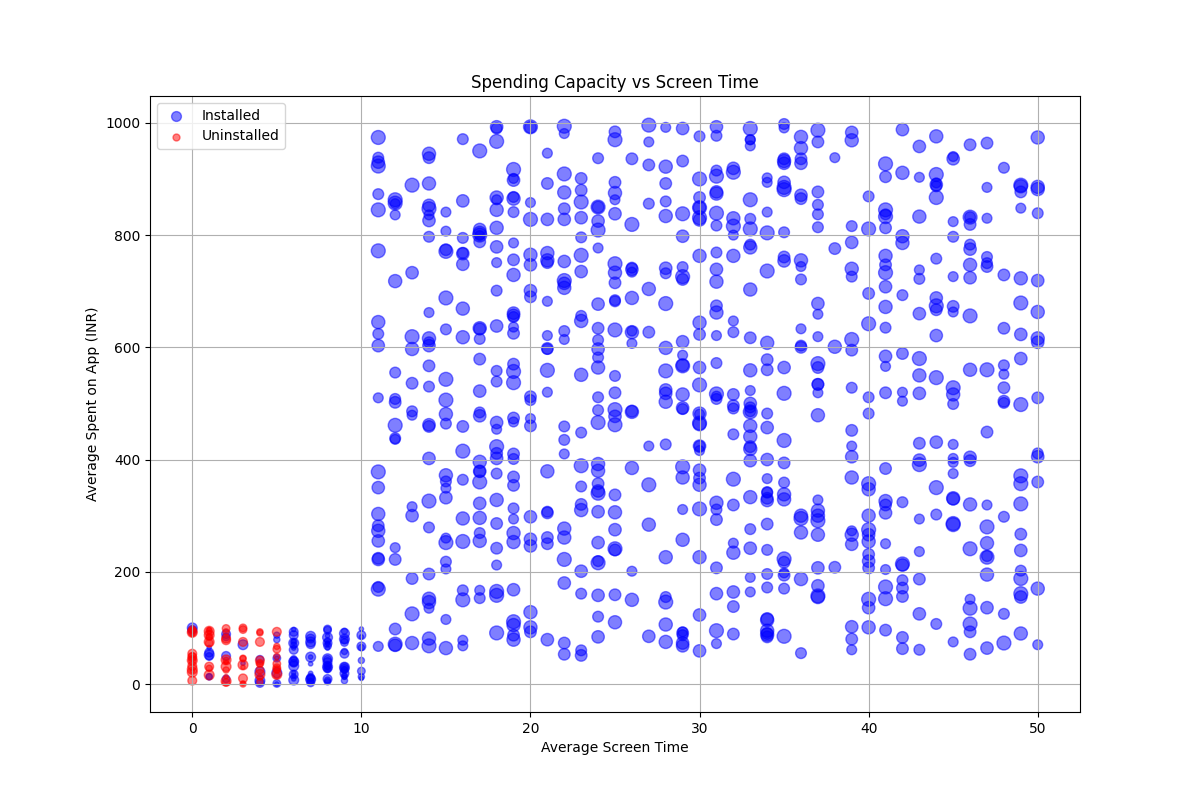 Spending Capacity vs Screen Time
Installed
Uninstalled
1000
800
600
400
200
0
Average Spent on App (INR)
0 10 20 30 40 50
Average Screen Time